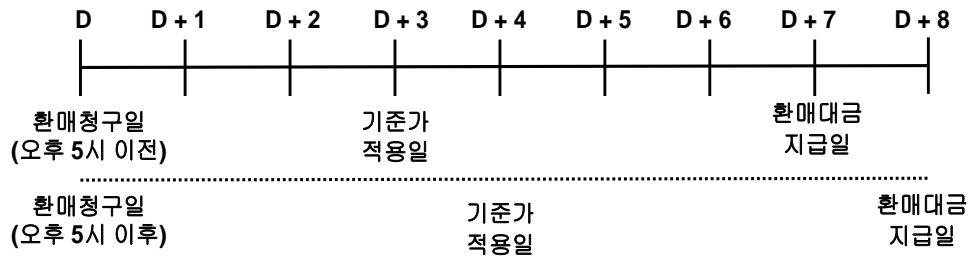 D D + 1 D + 2 D + 3 D + 4 D + 5 D + 6 D + 7 D + 8
환매청구일 기준가 환매대금
(오후 5시 이전) 적용일 지급일
환매청구일 기준가 환매대금
(오후 5시 이후) 적용일 지급일